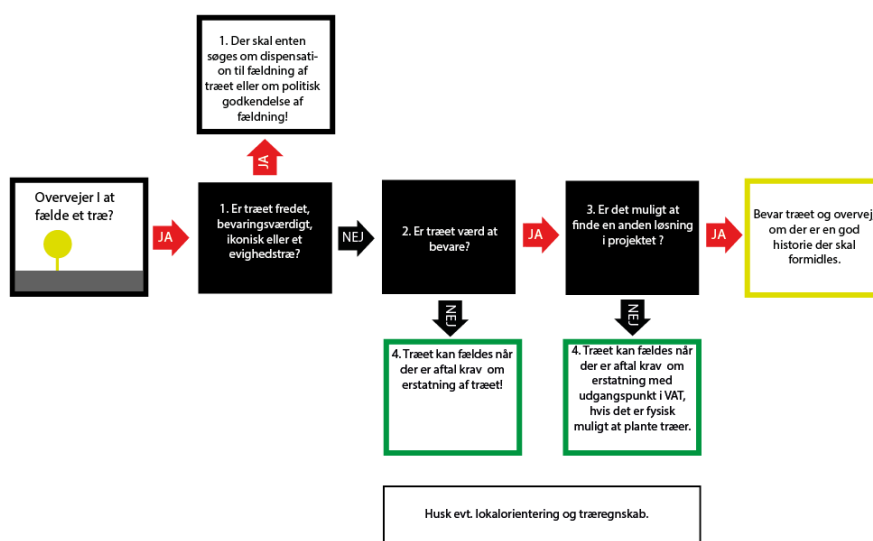 1. Der skal enten
søges om dispensati-
on til fældning af
træet eller om politisk
godkendelse af
fældning!
JA
Overvejer I at
fælde et træ?
JA
1. Er træet fredet,
bevaringsværdigt,
ikonisk eller et
evighedstræ?
NEJ
2. Er træet værd at
bevare?
JA
3. Er det muligt at
finde en anden løsning
i projektet ?
JA
Bevar træet og overvej
om der er en god
historie der skal
formidles.
NEJ
4. Træet kan fældes når
der er aftal krav om
erstatning af træet!
NEJ
4. Træet kan fældes når
der er aftal krav om
erstatning med
udgangspunkt i VAT,
hvis det er fysisk
muligt at plante træer.
Husk evt. lokalorientering og træregnskab.